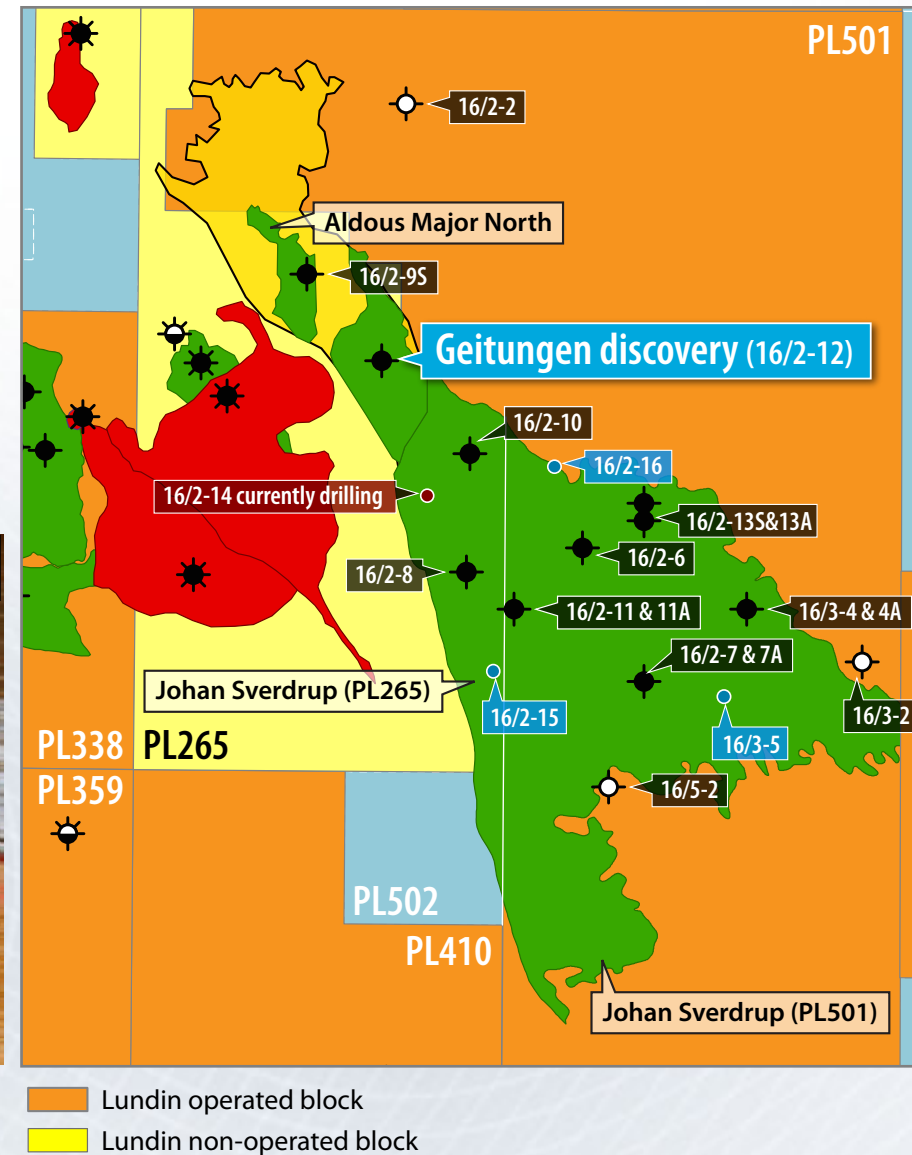 PL501
16/2-2
Aldous Major North
16/2-9S
Geitungen discovery (16/2-12)
16/2-10
16/2-16
16/2-14 currently drilling
16/2-13S&13A
16/2-6
16/2-8
16/2-11 & 11A
16/3-4 & 4A
16/2-7 & 7A
Johan Sverdrup (PL265)
16/2-15
16/3-2
16/3-5
PL338
PL265
PL359
16/5-2
PL502
PL410
Johan Sverdrup (PL501)
Lundin operated block
Lundin non-operated block